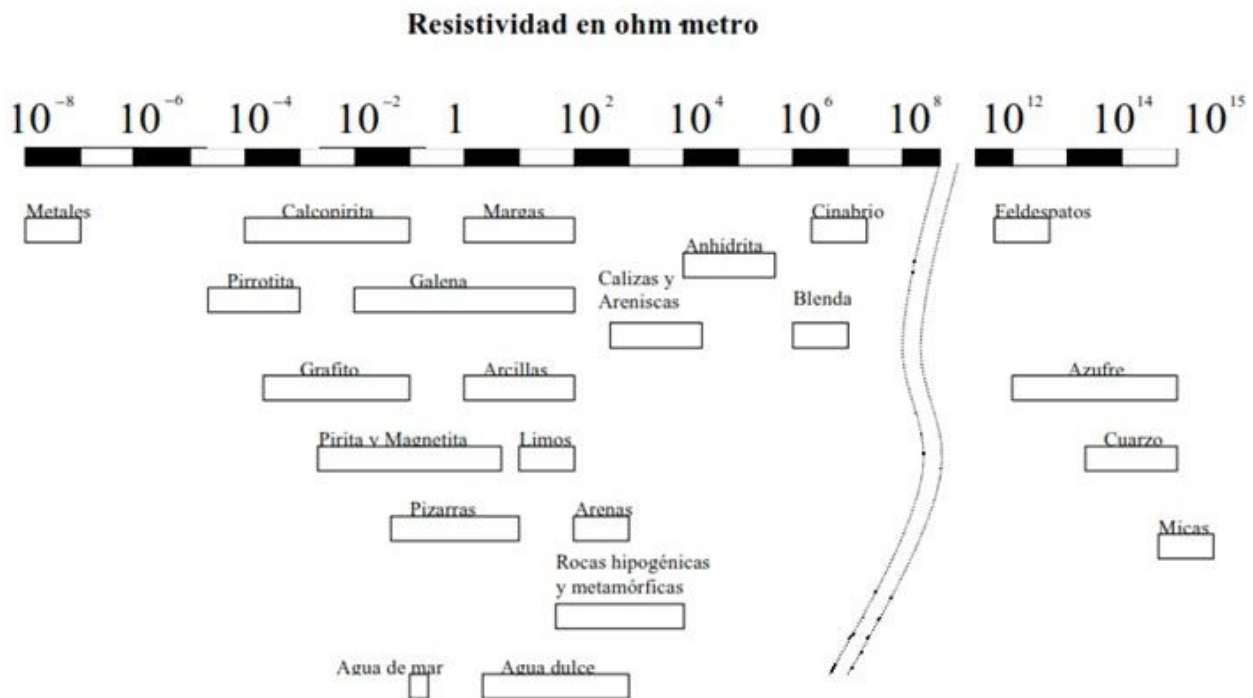 Resistividad en ohm-metro
10⁻⁸ 10⁻⁶ 10⁻⁴ 10⁻² 1 10² 10⁴ 10⁶ 10⁸ 10¹² 10¹⁴ 10¹⁵
Metales Calcopirita Margas Cinabrio Feldespatos
Anhídrita
Pirrotita Galena
Calizas y
Areniscas
Blenda
Grafito Arcillas Azufre
Pirita y Magnetita Limos Cuarzo
Pizarras Arenas Micas
Rocas hipogénicas
y metamórficas
Agua de mar Agua dulce